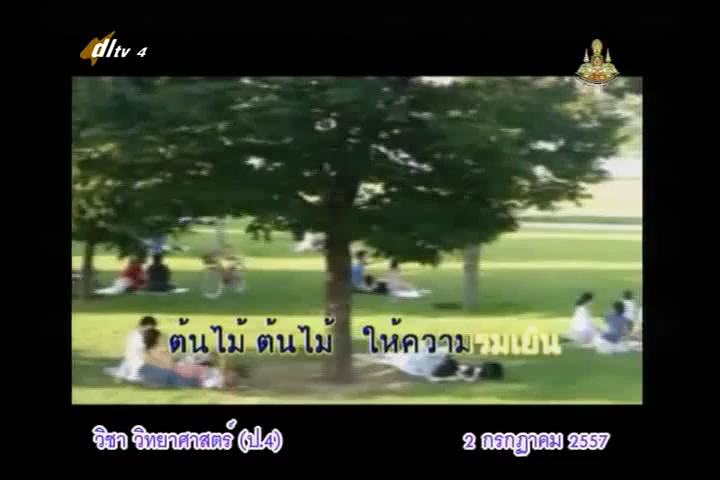 dltv 4
ต้นไม้ ต้นไม้ ให้ความร่มเย็น
วิชา วิทยาศาสตร์ (ป.4)
2 กรกฎาคม 2557